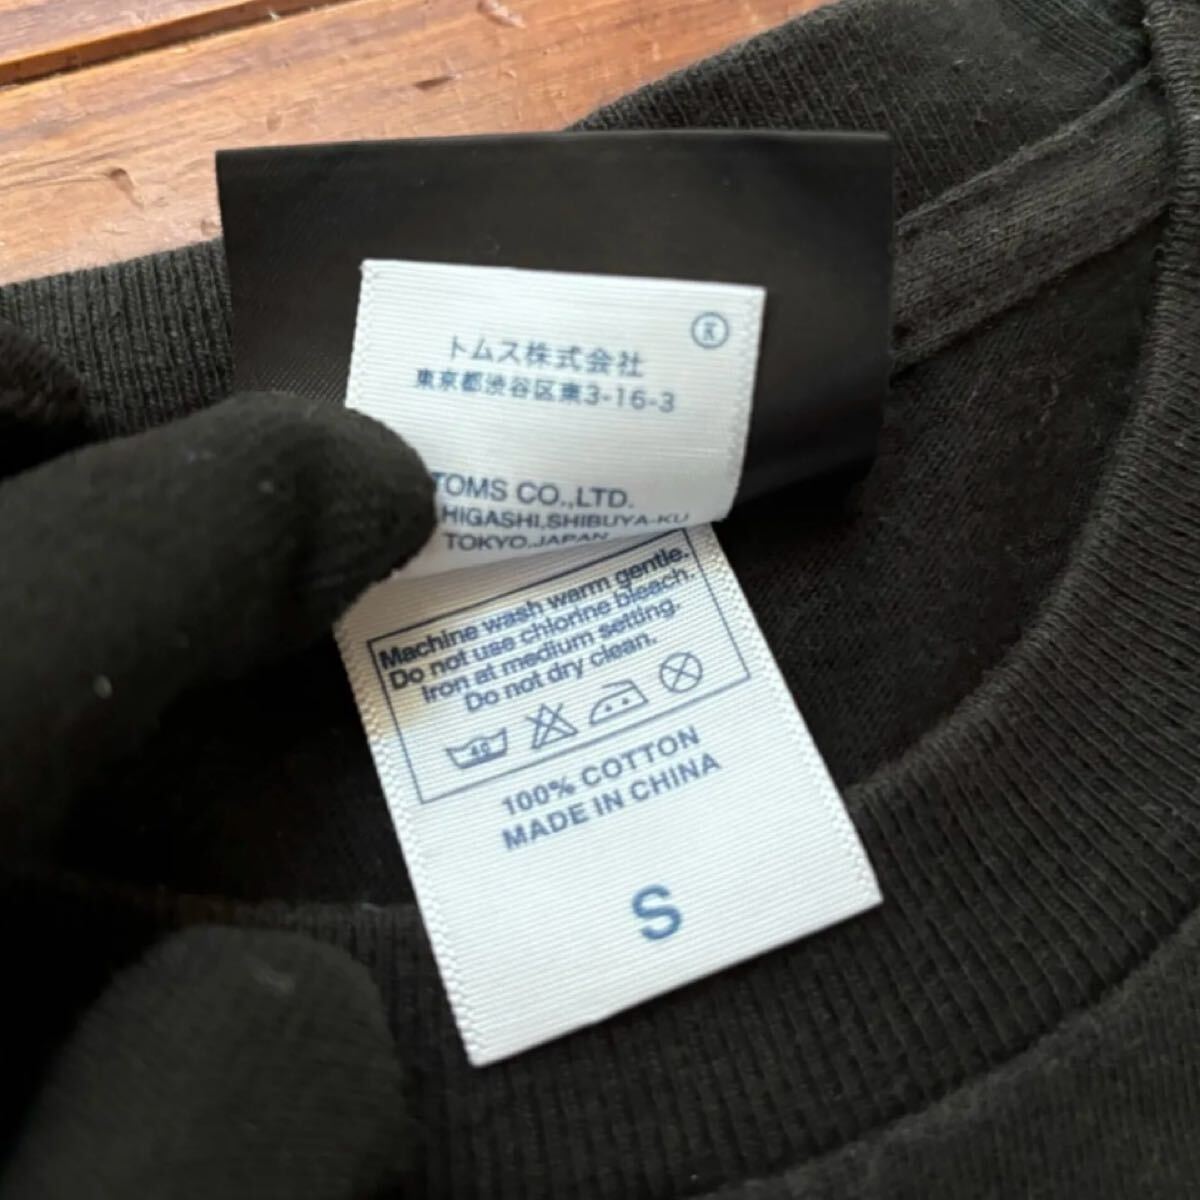 Ⓚ
トムス株式会社
東京都渋谷区東3-16-3
TOMS CO.,LTD.
HIGASHI,SHIBUYA-KU
TOKYO,JAPAN
Machine wash warm gentle.
Do not use chlorine bleach.
Iron at medium setting.
Do not dry clean.
40
100% COTTON
MADE IN CHINA
S